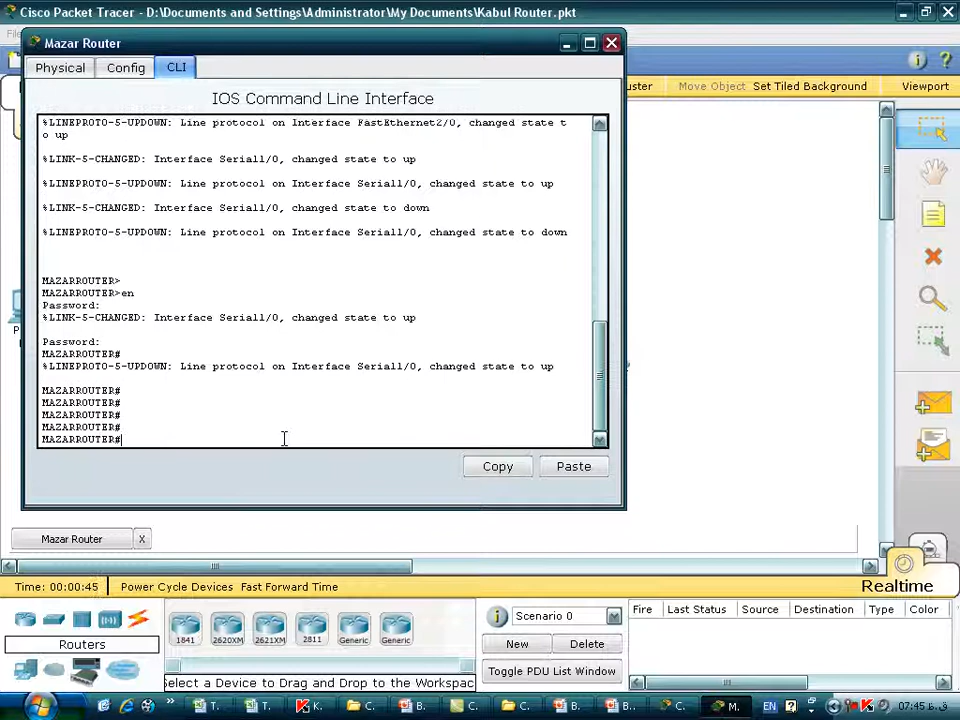 Cisco Packet Tracer - D:\Documents and Settings\Administrator\My Documents\Kabul Router.pkt
Mazar Router
Physical
Config
CLI
uster
Move Object
Set Tiled Background
Viewport
IOS Command Line Interface
%LINEPROTO-5-UPDOWN: Line protocol on Interface FastEthernet2/0, changed state t
o up
%LINK-5-CHANGED: Interface Serial1/0, changed state to up
%LINEPROTO-5-UPDOWN: Line protocol on Interface Serial1/0, changed state to up
%LINK-5-CHANGED: Interface Serial1/0, changed state to down
%LINEPROTO-5-UPDOWN: Line protocol on Interface Serial1/0, changed state to down
MAZARROUTER>
MAZARROUTER>en
Password:
%LINK-5-CHANGED: Interface Serial1/0, changed state to up
Password:
MAZARROUTER#
%LINEPROTO-5-UPDOWN: Line protocol on Interface Serial1/0, changed state to up
MAZARROUTER#
MAZARROUTER#
MAZARROUTER#
MAZARROUTER#
MAZARROUTER#
Copy
Paste
Mazar Router
X
Time: 00:00:45
Power Cycle Devices Fast Forward Time
Realtime
Routers
1841
2620XM
2621XM
2811
Generic
Generic
Select a Device to Drag and Drop to the Workspac
Scenario 0
New
Delete
Toggle PDU List Window
Fire
Last Status
Source
Destination
Type
Color
T.
T.
K.
C.
B.
C.
C.
B.
B.
C.
M.
EN
07:45 ق.ظ